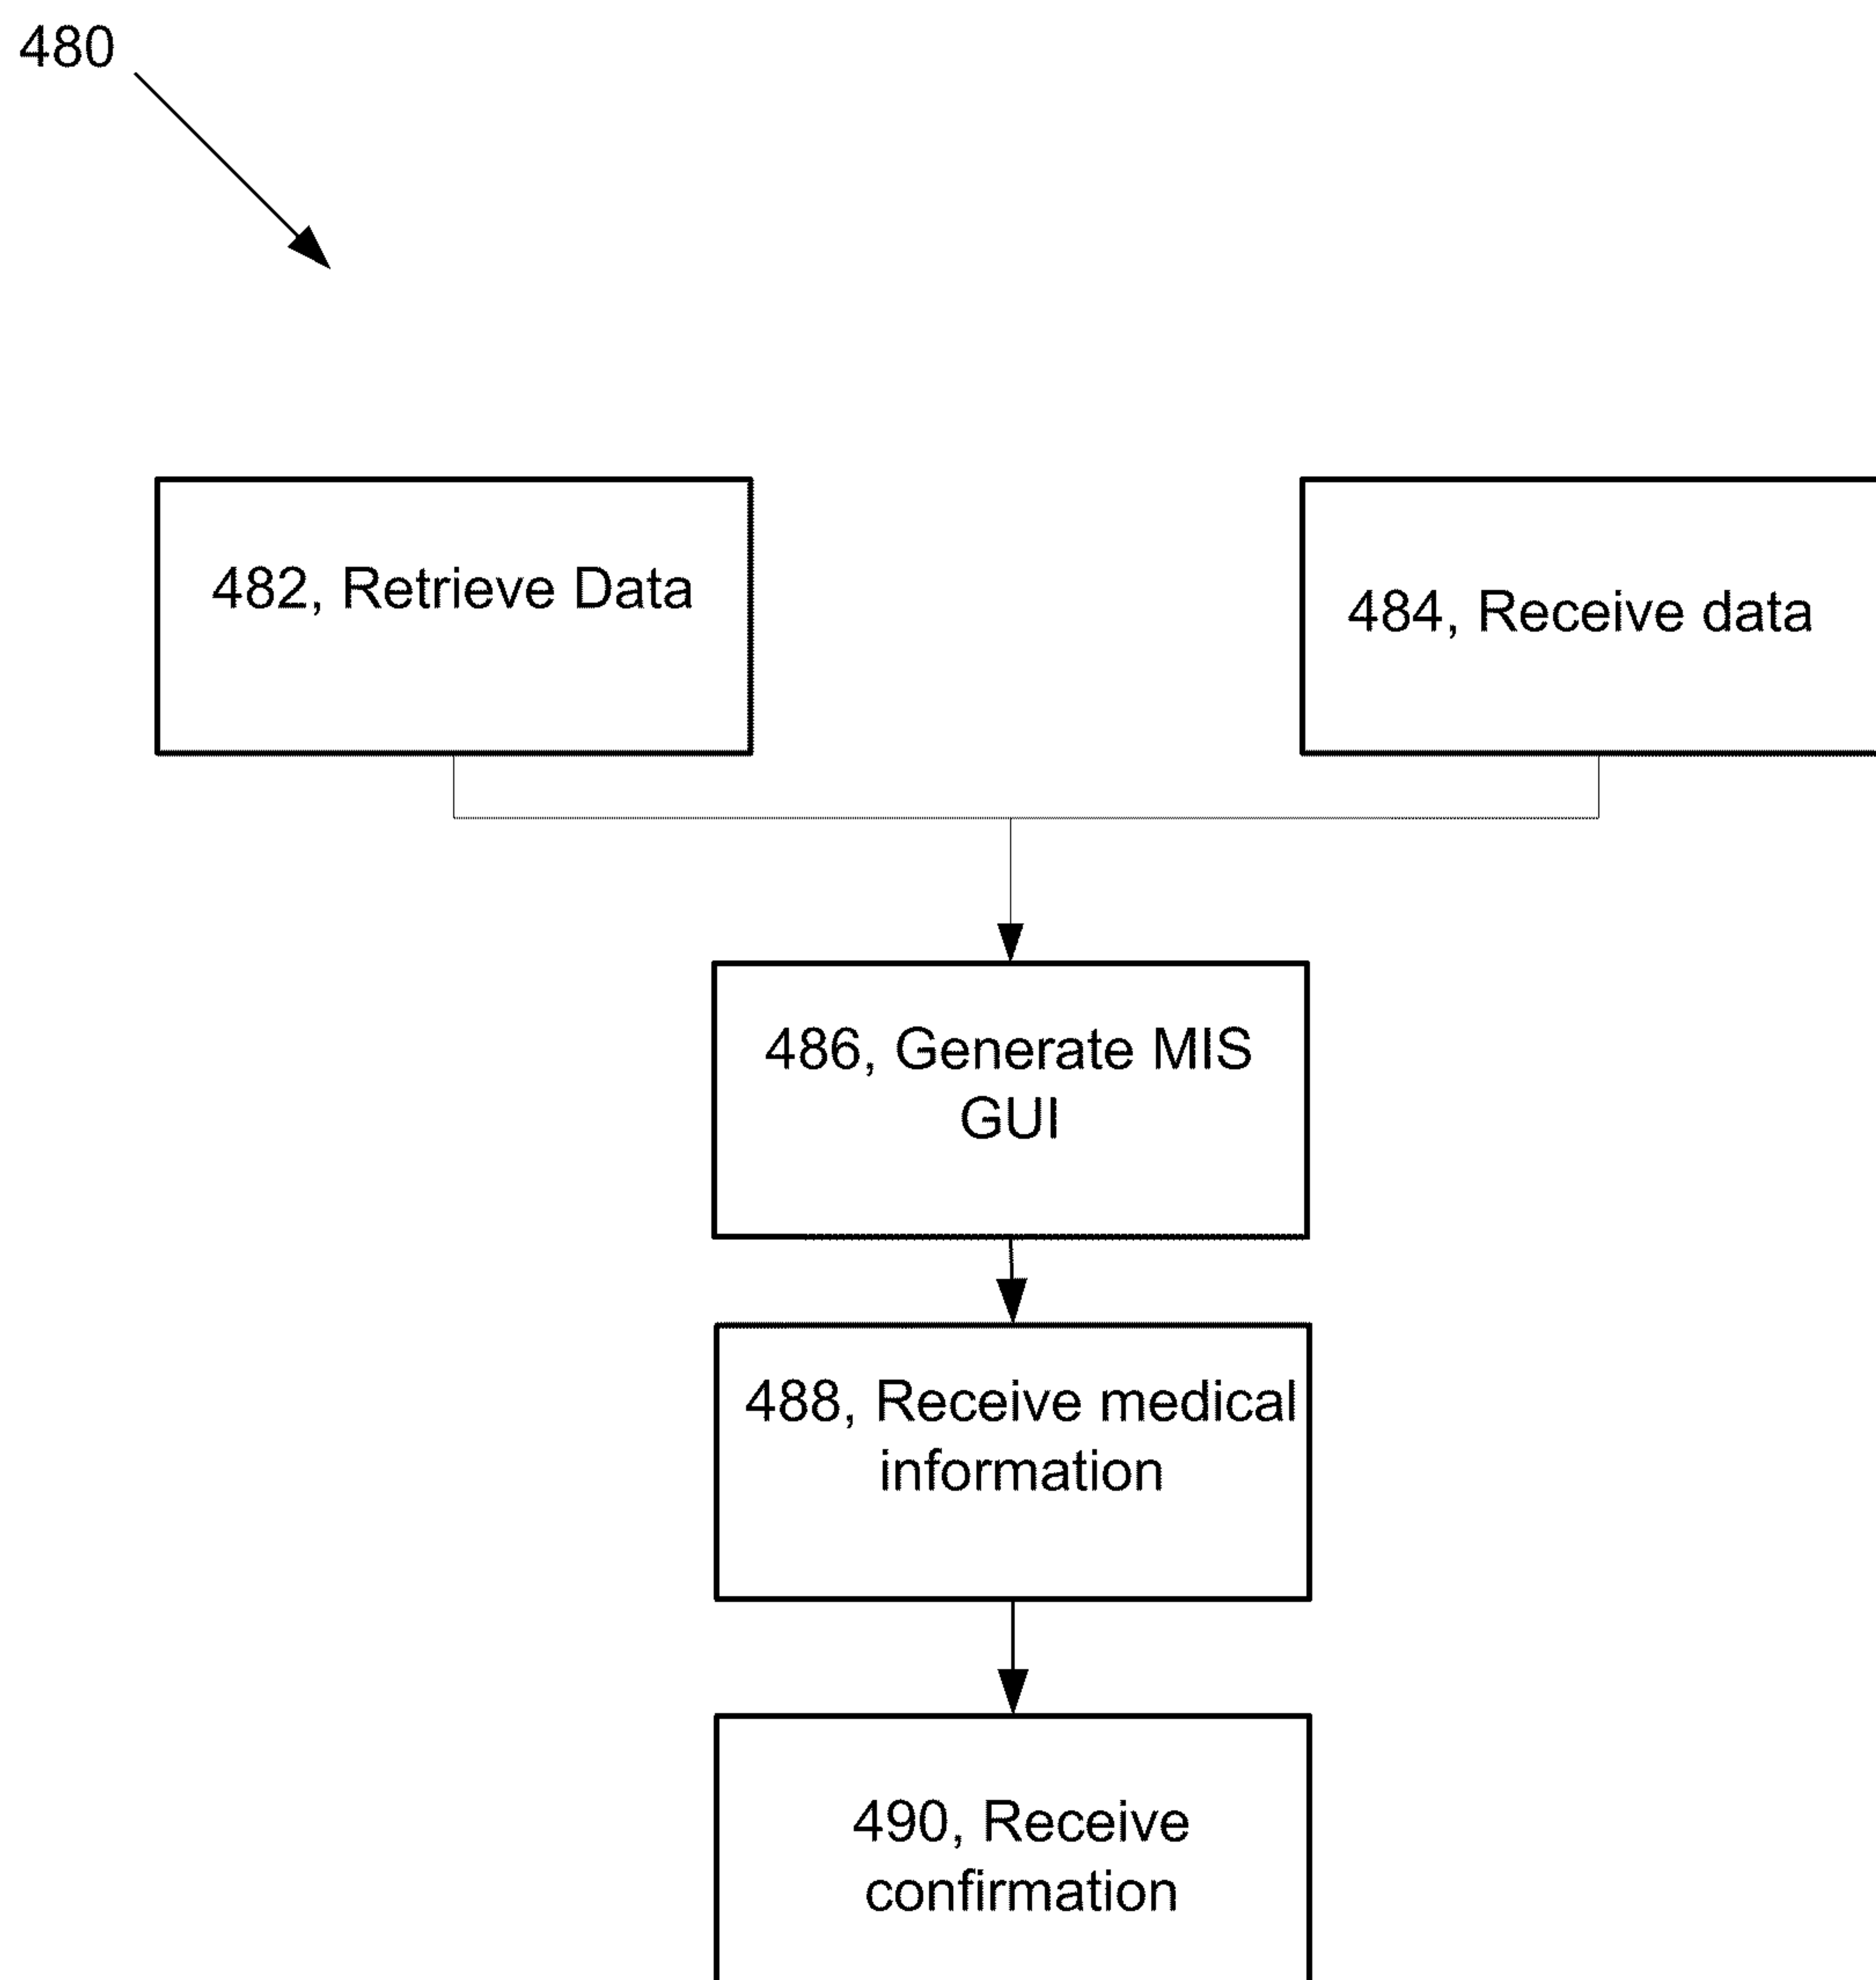 480
482, Retrieve Data
484, Receive data
486, Generate MIS
GUI
488, Receive medical
information
490, Receive
confirmation